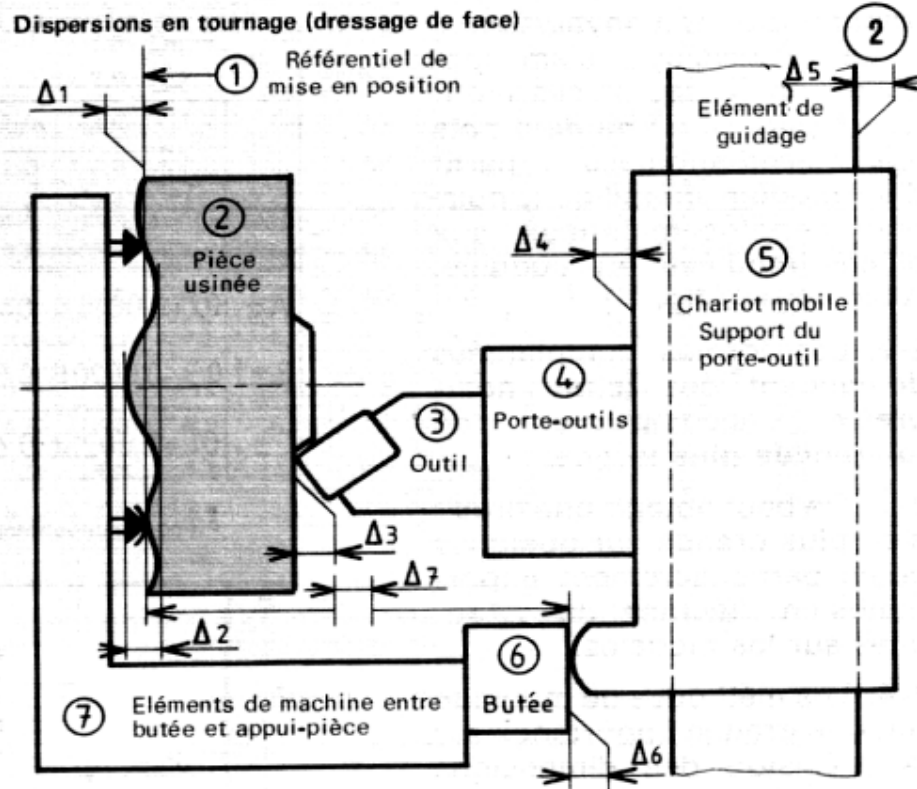 Dispersions en tournage (dressage de face)
2
1
Référentiel de
mise en position
Δ1
Δ5
Elément de
guidage
2
Pièce
usinée
Δ4
5
Chariot mobile
Support du
porte-outil
4
Porte-outils
3
Outil
Δ3
Δ7
Δ2
6
Butée
7
Eléments de machine entre
butée et appui-pièce
Δ6